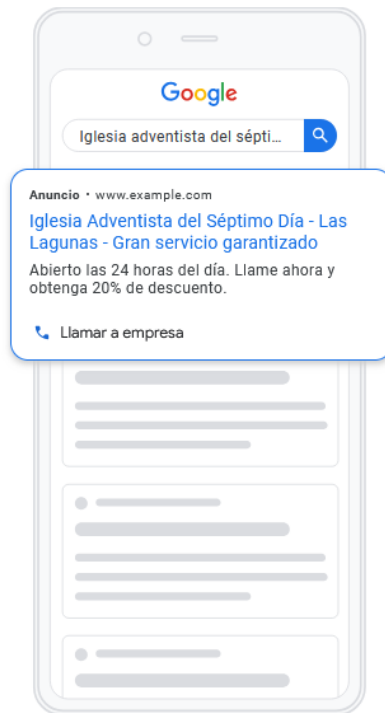 Google
Iglesia adventista del sépti...
Anuncio • www.example.com
Iglesia Adventista del Séptimo Día - Las
Lagunas - Gran servicio garantizado
Abierto las 24 horas del día. Llame ahora y
obtenga 20% de descuento.
Llamar a empresa